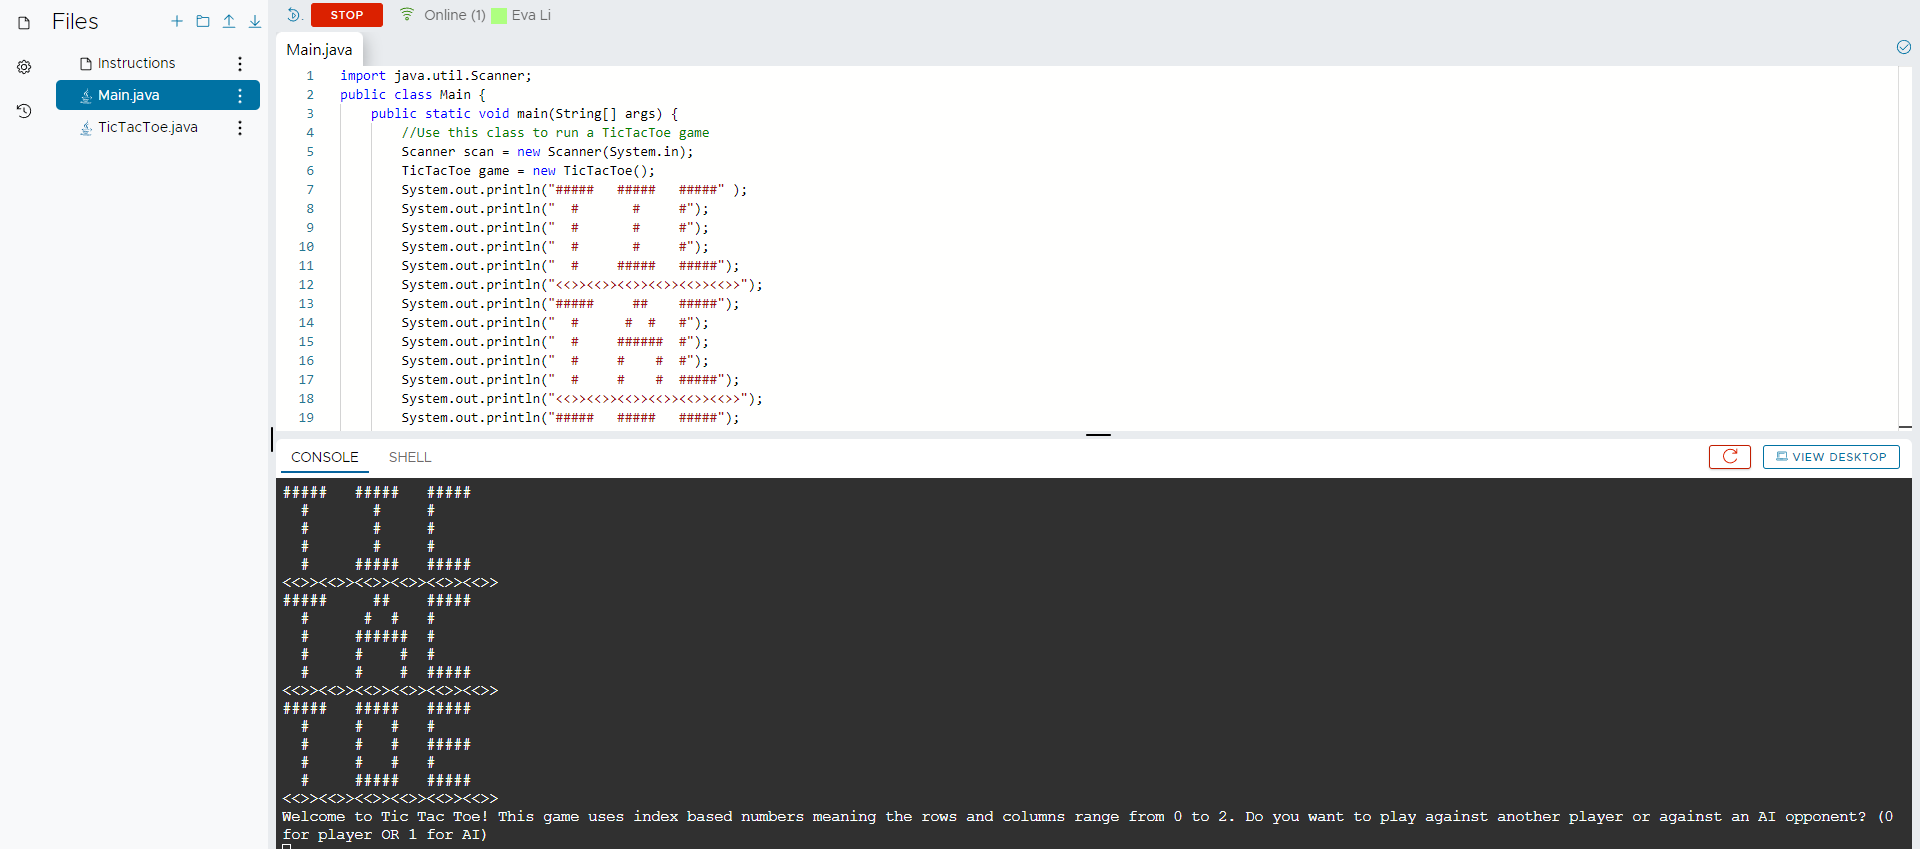 Files
Instructions
Main.java
TicTacToe.java
STOP Online (1) Eva Li
Main.java
1 import java.util.Scanner;
2 public class Main {
3     public static void main(String[] args) {
4         //Use this class to run a TicTacToe game
5         Scanner scan = new Scanner(System.in);
6         TicTacToe game = new TicTacToe();
7         System.out.println("#####   #####   #####" );
8         System.out.println("  #       #     #");
9         System.out.println("  #       #     #");
10         System.out.println("  #       #     #");
11         System.out.println("  #     #####   #####");
12         System.out.println("<<>><<>><<>><<>><<>><<>>");
13         System.out.println("#####     ##    #####");
14         System.out.println("  #      #  #   #");
15         System.out.println("  #     ######  #");
16         System.out.println("  #     #    #  #");
17         System.out.println("  #     #    #  #####");
18         System.out.println("<<>><<>><<>><<>><<>><<>>");
19         System.out.println("#####   #####   #####");
CONSOLE SHELL VIEW DESKTOP
#####   #####   #####
  #       #     #
  #       #     #
  #       #     #
  #     #####   #####
<<>><<>><<>><<>><<>><<>>
#####     ##    #####
  #      #  #   #
  #     ######  #
  #     #    #  #
  #     #    #  #####
<<>><<>><<>><<>><<>><<>>
#####   #####   #####
  #     #   #   #
  #     #   #   #####
  #     #   #   #
  #     #####   #####
<<>><<>><<>><<>><<>><<>>
Welcome to Tic Tac Toe! This game uses index based numbers meaning the rows and columns range from 0 to 2. Do you want to play against another player or against an AI opponent? (0
for player OR 1 for AI)